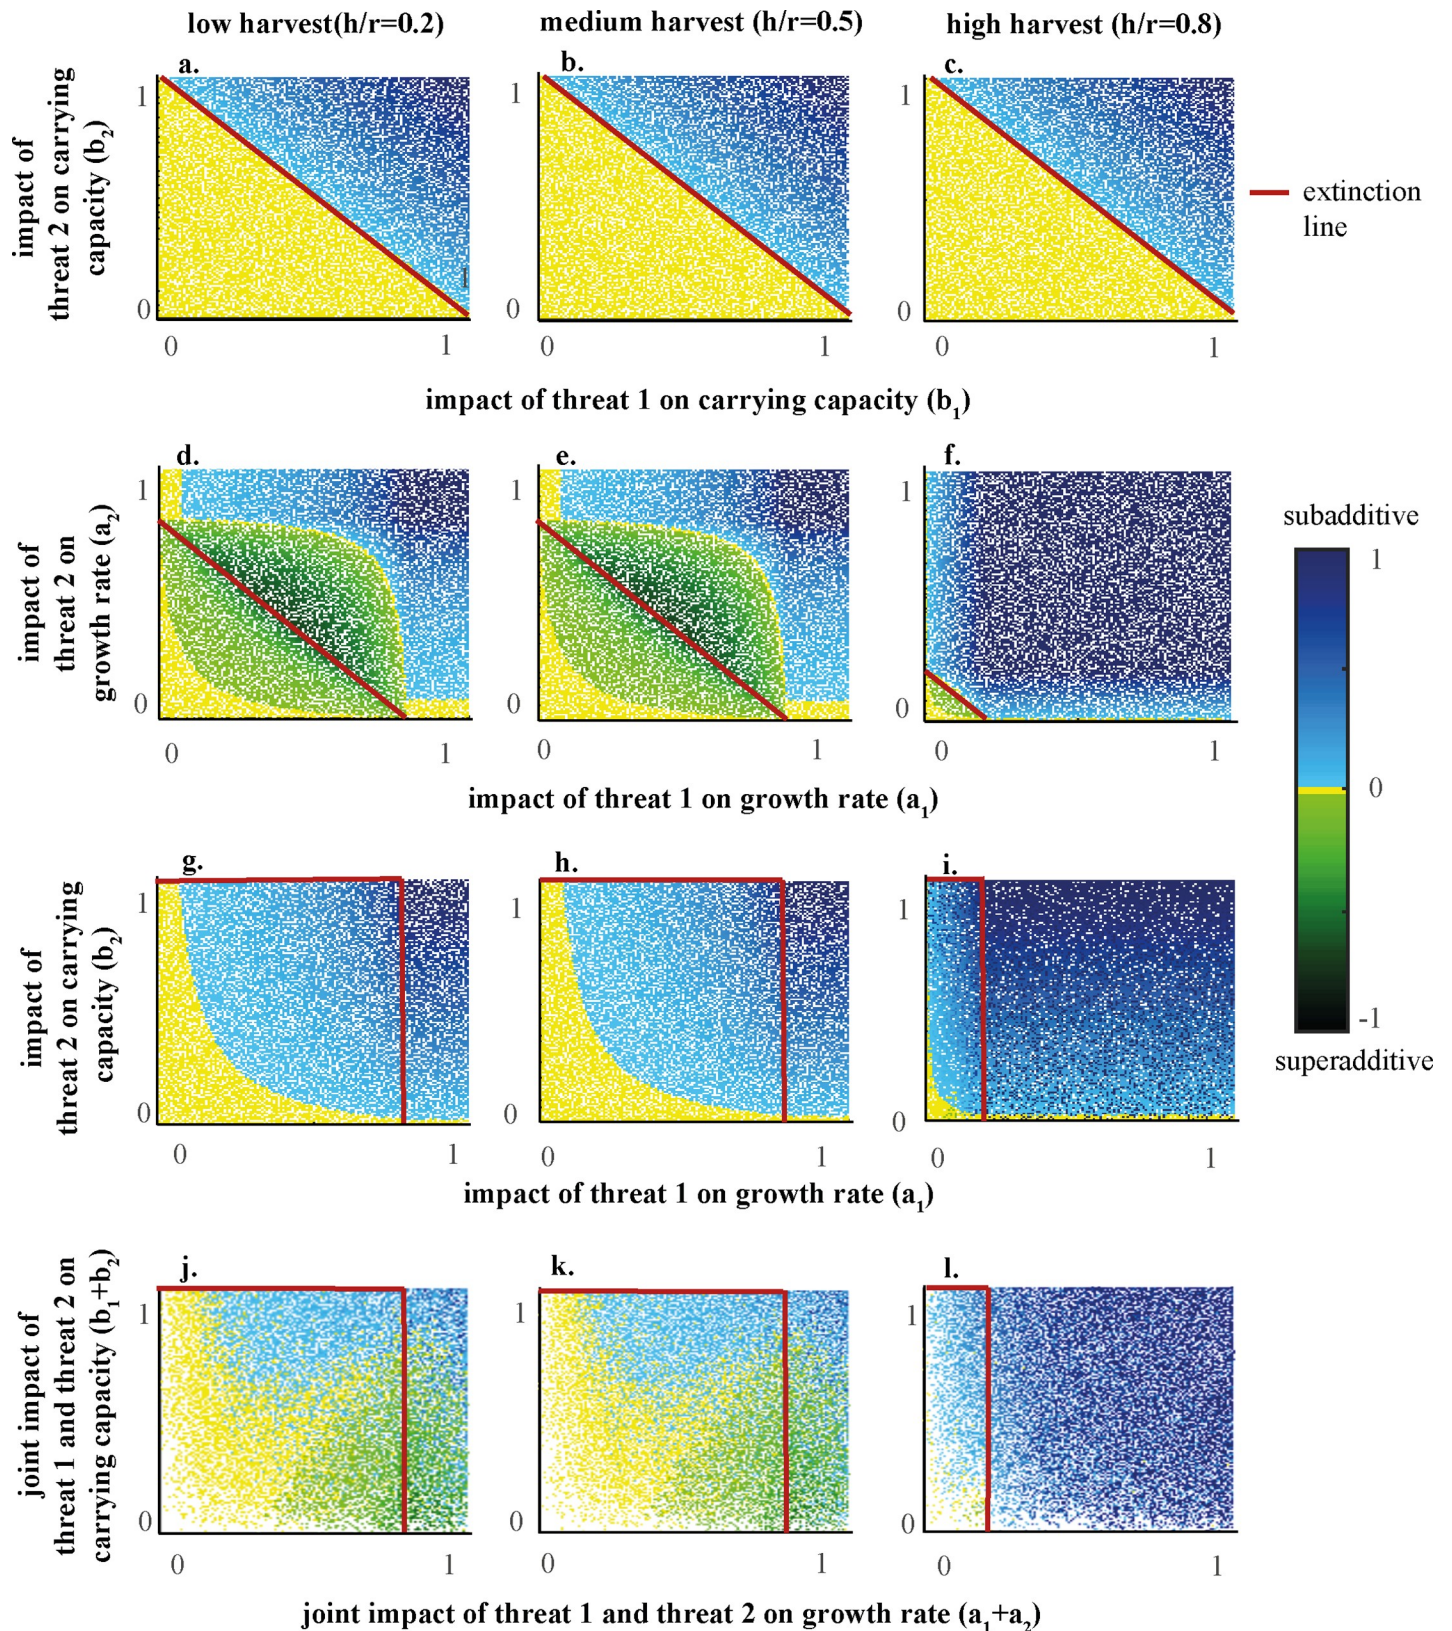 low harvest(h/r=0.2)
medium harvest (h/r=0.5)
high harvest (h/r=0.8)
a.
b.
c.
impact of
threat 2 on carrying
capacity (b2)
1
0
0
1
1
0
0
1
1
0
0
1
extinction
line
impact of threat 1 on carrying capacity (b1)
d.
e.
f.
impact of
threat 2 on
growth rate (a2)
1
0
0
1
1
0
0
1
1
0
0
1
impact of threat 1 on growth rate (a1)
subadditive
1
0
-1
superadditive
g.
h.
i.
impact of
threat 2 on carrying
capacity (b2)
1
0
0
1
1
0
0
1
1
0
0
1
impact of threat 1 on growth rate (a1)
j.
k.
l.
joint impact of
threat 1 and threat 2 on
carrying capacity (b1+b2)
1
0
0
1
1
0
0
1
1
0
0
1
joint impact of threat 1 and threat 2 on growth rate (a1+a2)